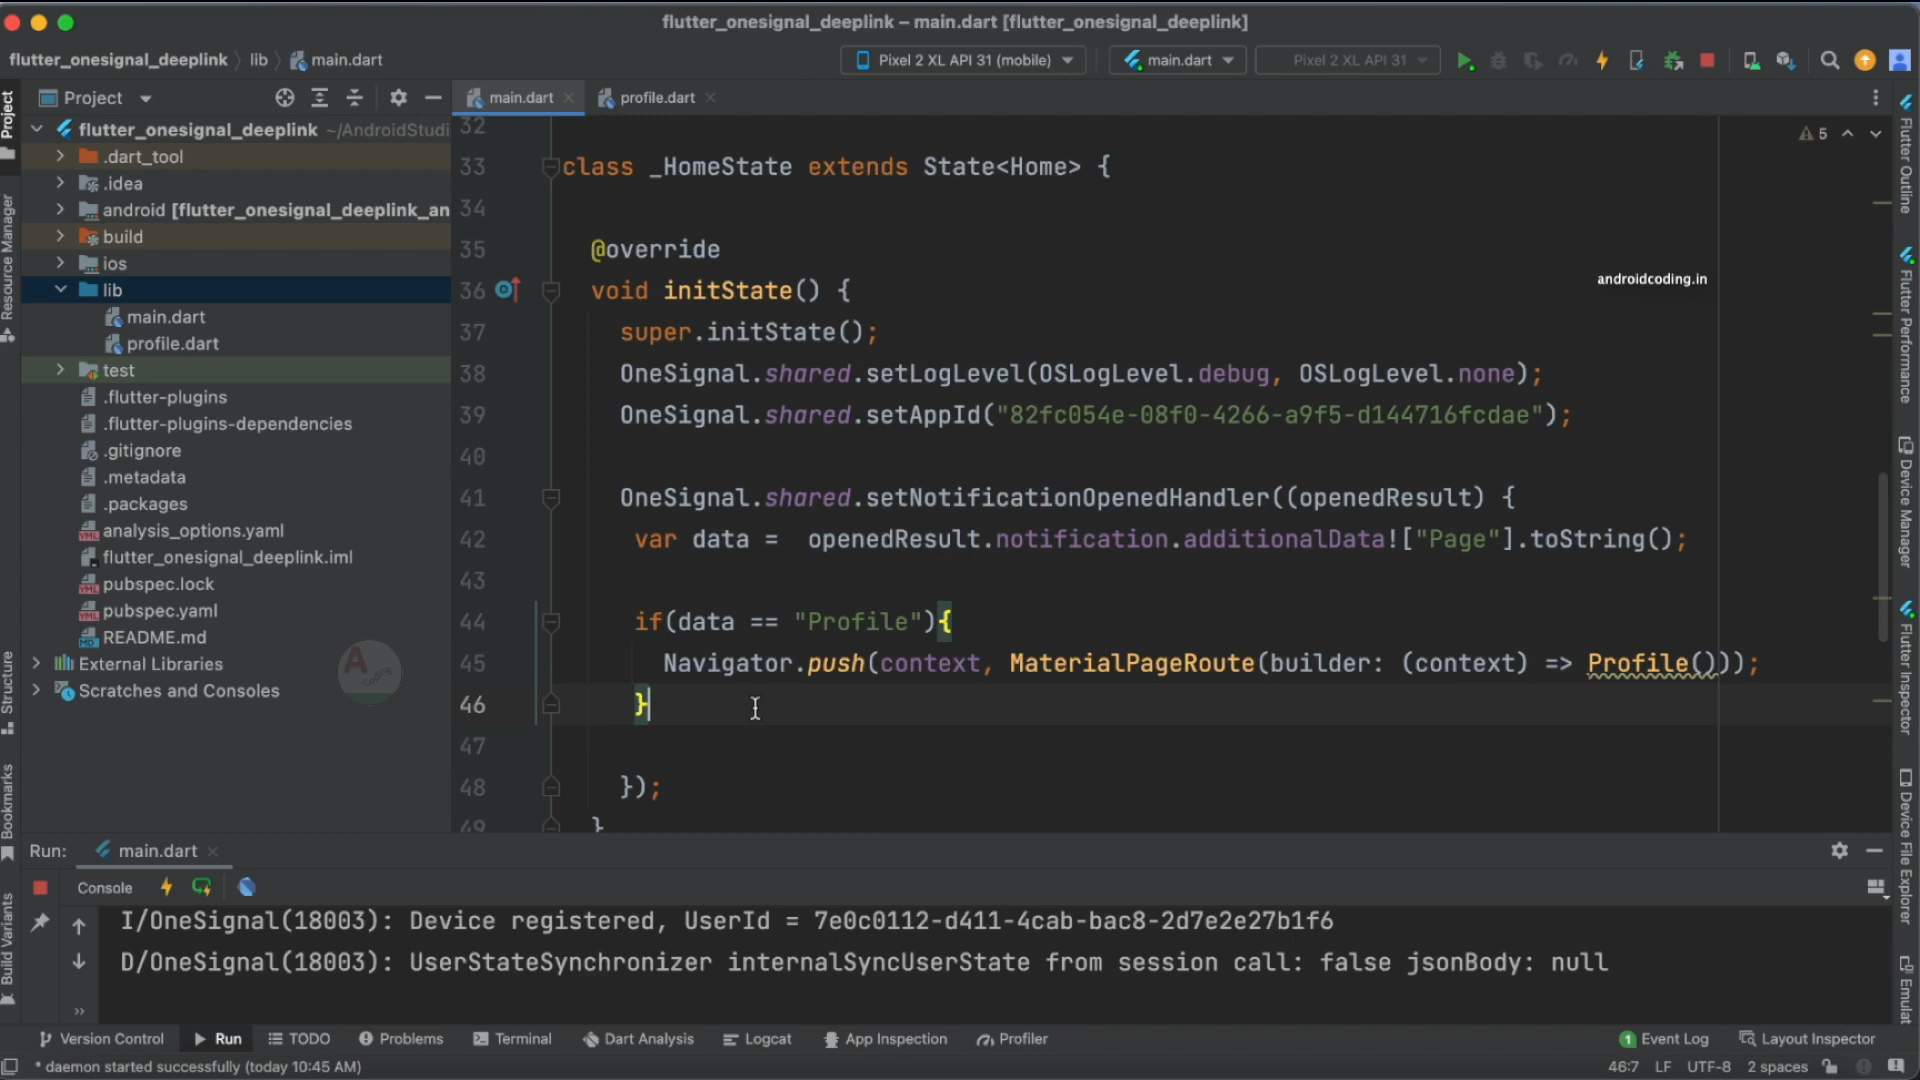 flutter_onesignal_deeplink – main.dart [flutter_onesignal_deeplink]
flutter_onesignal_deeplink
lib
main.dart
Pixel 2 XL API 31 (mobile)
main.dart
Pixel 2 XL API 31
Project
main.dart
profile.dart
flutter_onesignal_deeplink ~/AndroidStudi
.dart_tool
.idea
android [flutter_onesignal_deeplink_an
build
ios
lib
main.dart
profile.dart
test
.flutter-plugins
.flutter-plugins-dependencies
.gitignore
.metadata
.packages
analysis_options.yaml
flutter_onesignal_deeplink.iml
pubspec.lock
pubspec.yaml
README.md
External Libraries
Scratches and Consoles
5
androidcoding.in
32
33 class _HomeState extends State<Home> {
34
35 @override
36 void initState() {
37 super.initState();
38 OneSignal.shared.setLogLevel(OSLogLevel.debug, OSLogLevel.none);
39 OneSignal.shared.setAppId("82fc054e-08f0-4266-a9f5-d144716fcdae");
40
41 OneSignal.shared.setNotificationOpenedHandler((openedResult) {
42 var data =  openedResult.notification.additionalData!["Page"].toString();
43
44 if(data == "Profile"){
45 Navigator.push(context, MaterialPageRoute(builder: (context) => Profile()));
46 }
47
48 });
49 }
Project
Resource Manager
Structure
Bookmarks
Build Variants
Flutter Outline
Flutter Performance
Device Manager
Flutter Inspector
Device File Explorer
Emulat
Run:
main.dart
Console
I/OneSignal(18003): Device registered, UserId = 7e0c0112-d411-4cab-bac8-2d7e2e27b1f6
D/OneSignal(18003): UserStateSynchronizer internalSyncUserState from session call: false jsonBody: null
Version Control
Run
TODO
Problems
Terminal
Dart Analysis
Logcat
App Inspection
Profiler
1 Event Log
Layout Inspector
* daemon started successfully (today 10:45 AM)
46:7
LF
UTF-8
2 spaces